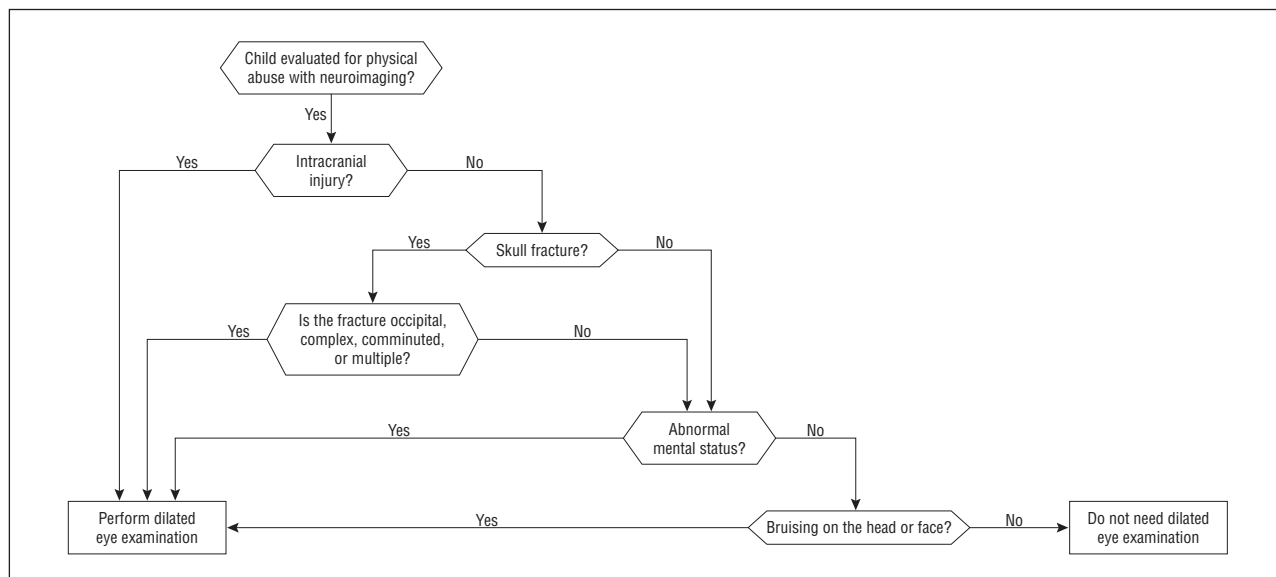 Child evaluated for physical
abuse with neuroimaging?
Yes
Yes
Intracranial
injury?
No
Yes
Skull fracture?
No
Yes
Is the fracture occipital,
complex, comminuted,
or multiple?
No
Yes
Abnormal
mental status?
No
Perform dilated
eye examination
Yes
Bruising on the head or face?
No
Do not need dilated
eye examination